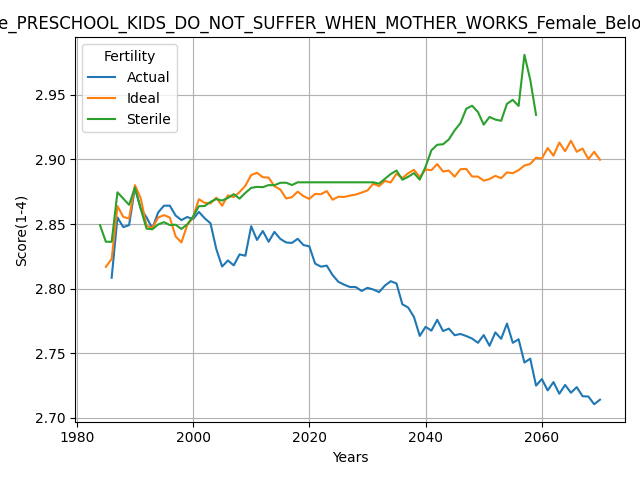 e_PRESCHOOL_KIDS_DO_NOT_SUFFER_WHEN_MOTHER_WORKS_Female_Belo
Fertility
Actual
Ideal
Sterile
Score(1-4)
2.95
2.90
2.85
2.80
2.75
2.70
1980 2000 2020 2040 2060
Years